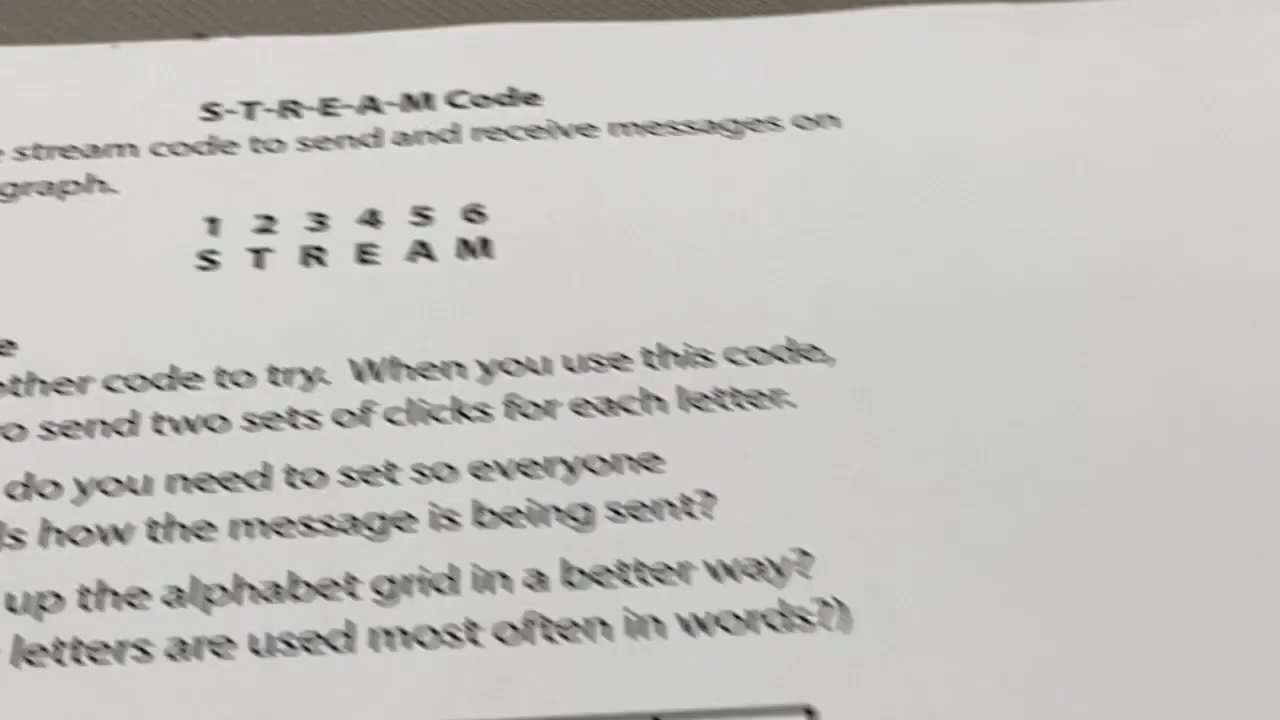 S-T-R-E-A-M Code
stream code to send and receive messages on
graph.
1 2 3 4 5 6
S T R E A M
other code to try. When you use this code,
to send two sets of clicks for each letter.
do you need to set so everyone
how the message is being sent?
up the alphabet grid in a better way?
letters are used most often in words?)